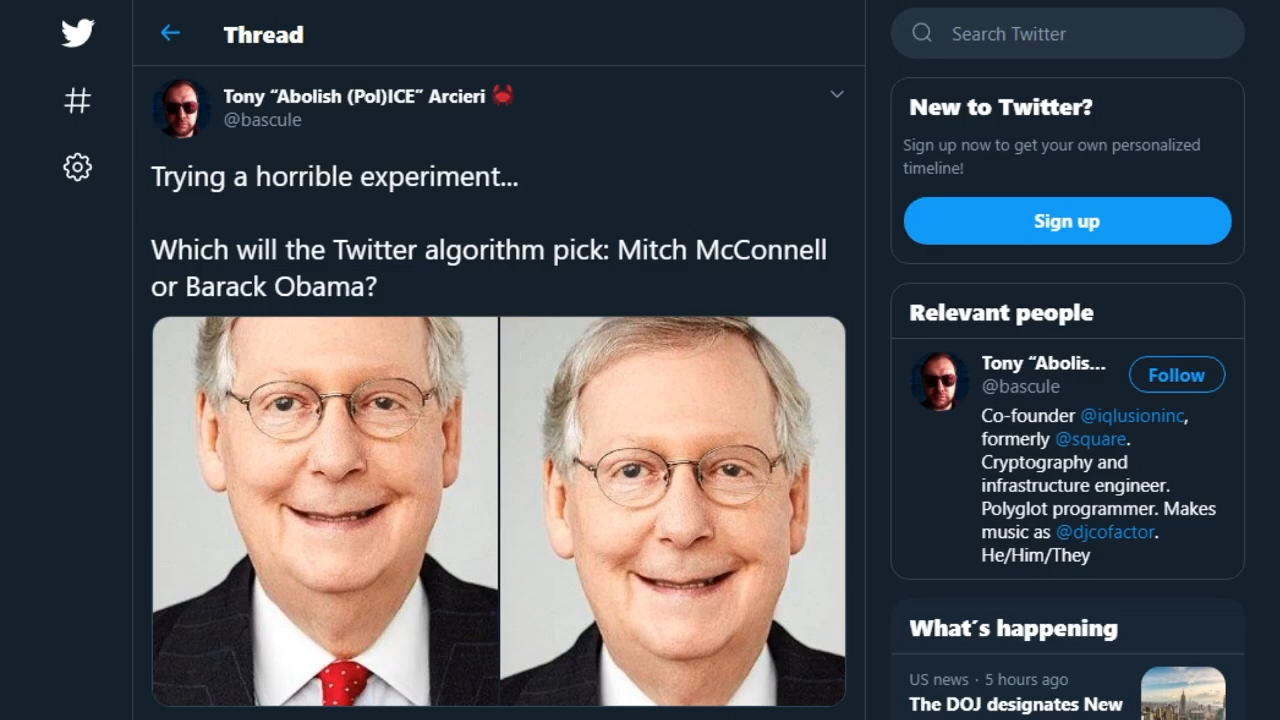 Thread
Tony “Abolish (Pol)ICE” Arcieri 🦀
@bascule
Trying a horrible experiment...
Which will the Twitter algorithm pick: Mitch McConnell
or Barack Obama?
Search Twitter
New to Twitter?
Sign up now to get your own personalized
timeline!
Sign up
Relevant people
Tony “Abolis...
@bascule
Follow
Co-founder @iqlusioninc,
formerly @square.
Cryptography and
infrastructure engineer.
Polyglot programmer. Makes
music as @djcofactor.
He/Him/They
What´s happening
US news · 5 hours ago
The DOJ designates New